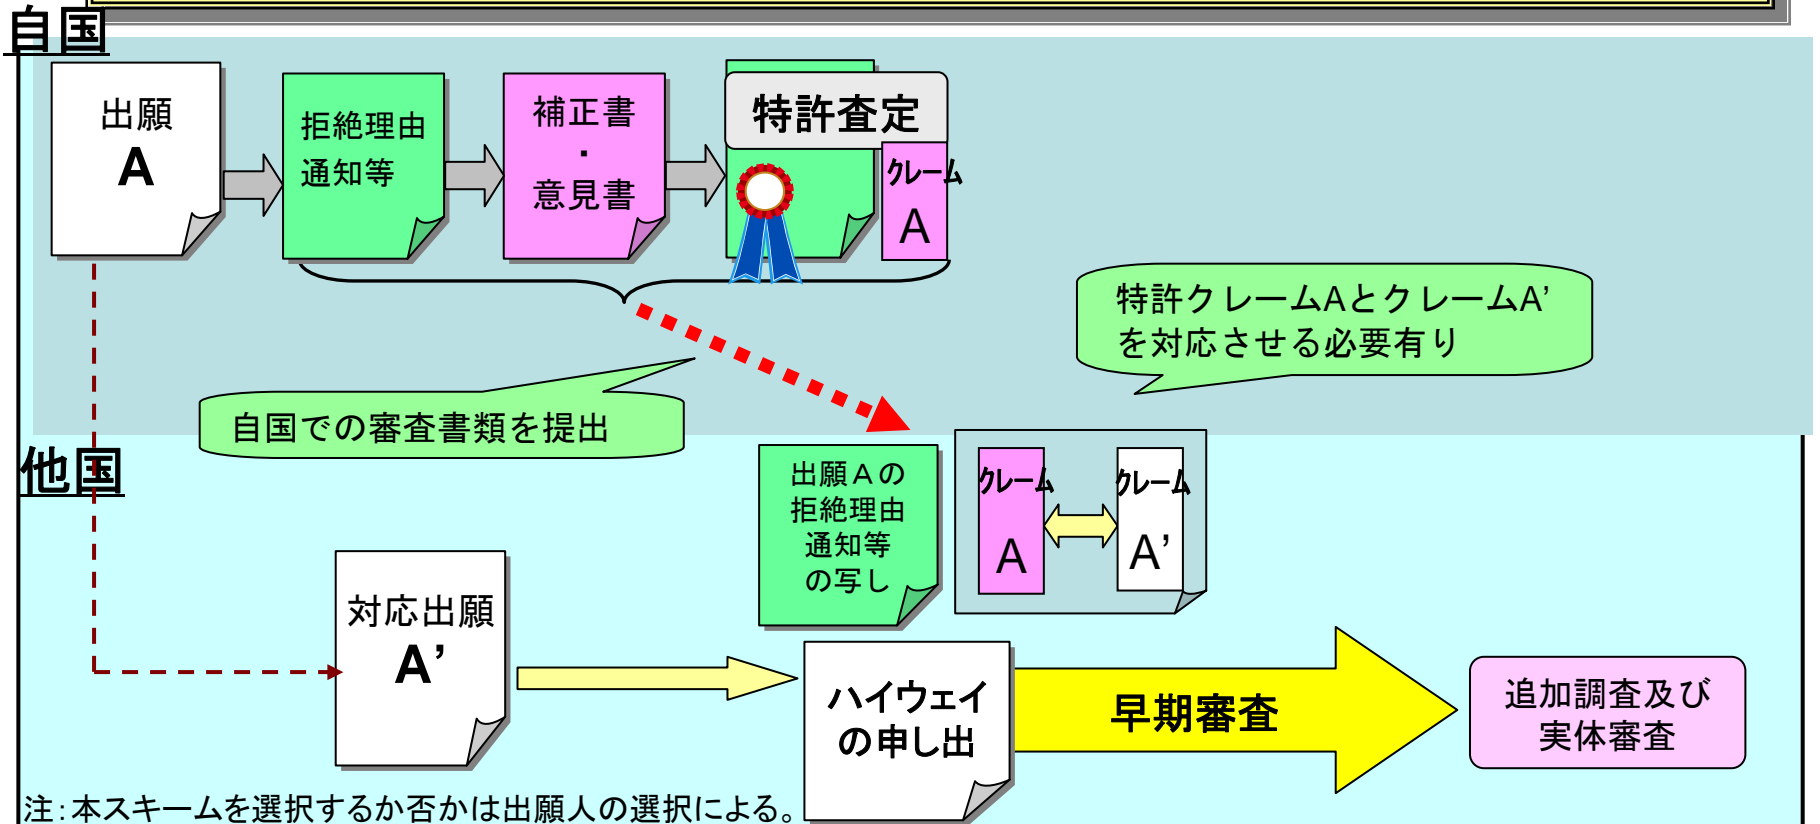 自国
出願
A
拒絶理由
通知等
補正書
・
意見書
特許査定
クレーム
A
特許クレームAとクレームA’
を対応させる必要有り
自国での審査書類を提出
他国
出願Aの
拒絶理由
通知等
の写し
クレーム
A
クレーム
A’
対応出願
A’
ハイウェイ
の申し出
早期審査
追加調査及び
実体審査
注：本スキームを選択するか否かは出願人の選択による。